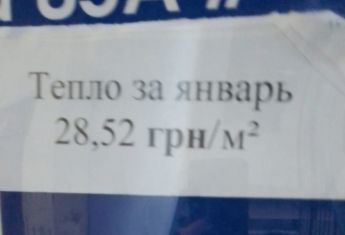 Тепло за январь
28,52 грн/м²